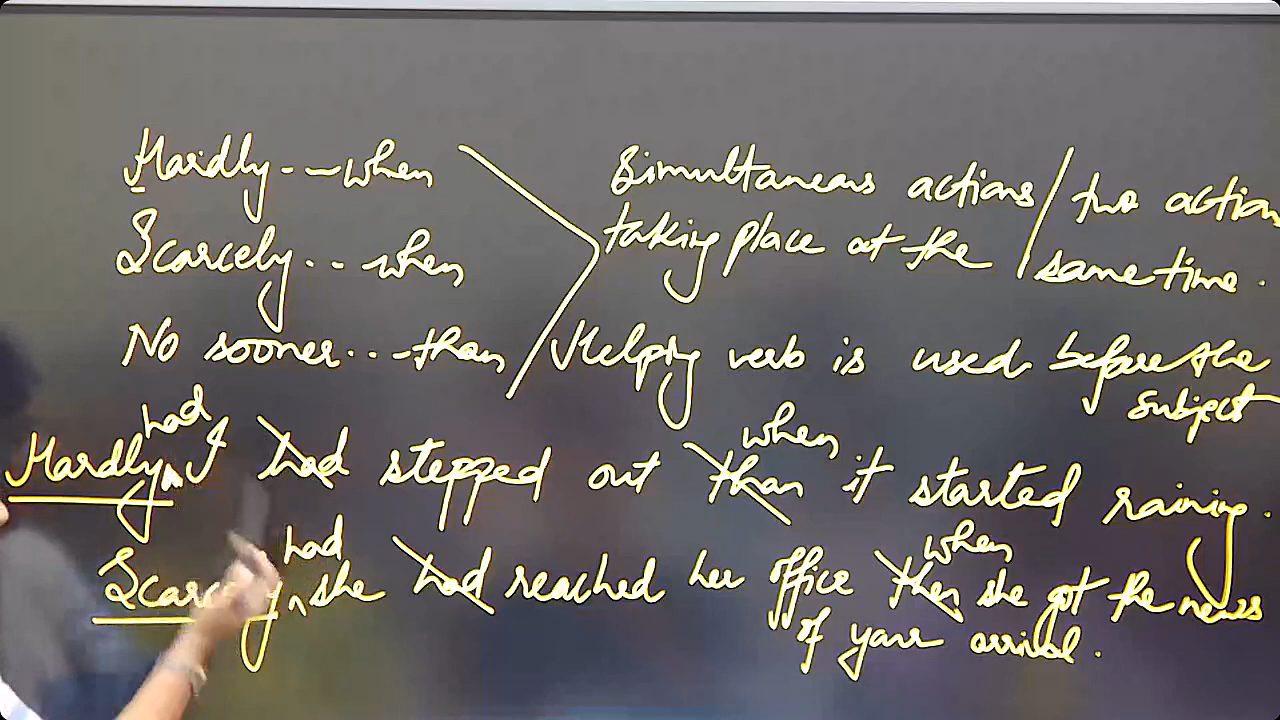 Hardly - - when
Scarcely . . - when
No sooner . . . - than
Simultaneous actions / two action
taking place at the / same time .
Helping verb is used before the
subject
had when
Hardly ^ I had stepped out than it started raining .
had when
Scarcely ^ she had reached her office then she got the news
of your arrival .